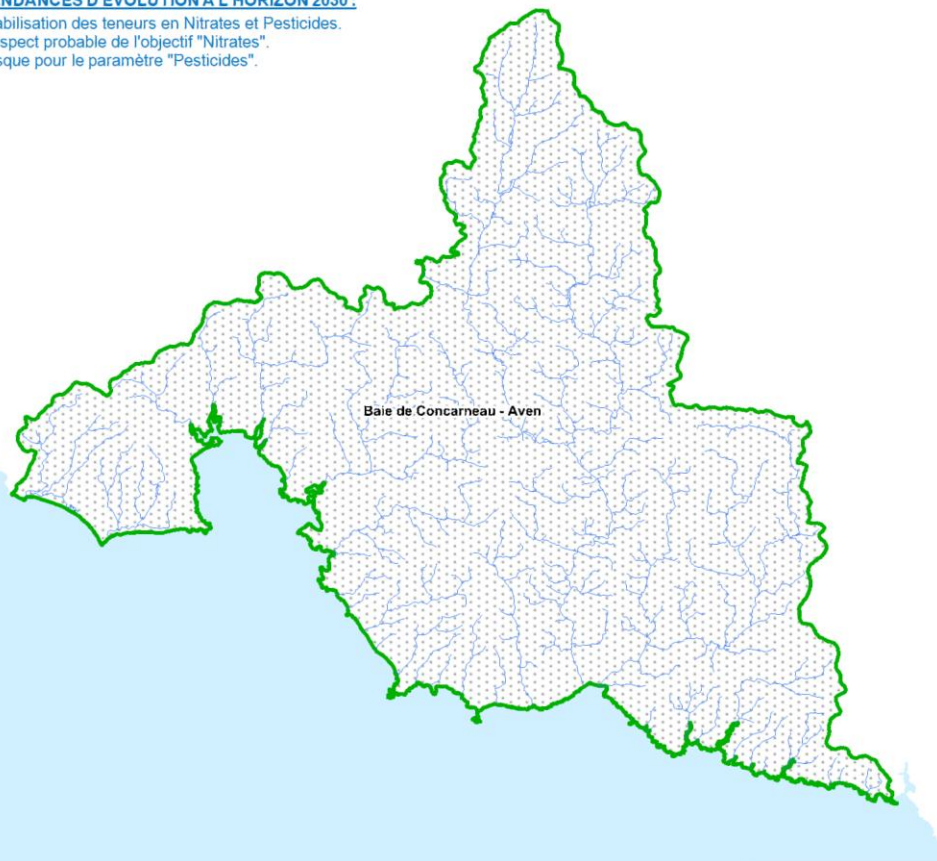 NDANCES D'EVOLUTION A L'HORIZON 2030 :
abilisation des teneurs en Nitrates et Pesticides.
spect probable de l'objectif "Nitrates".
sque pour le paramètre "Pesticides".
Baie de Concarneau - Aven